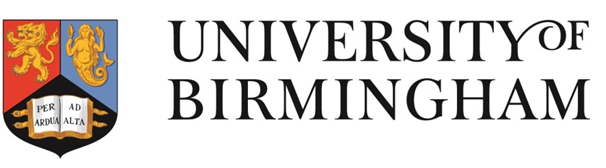 UNIVERSITY OF
BIRMINGHAM
PER AD
ARDUA ALTA